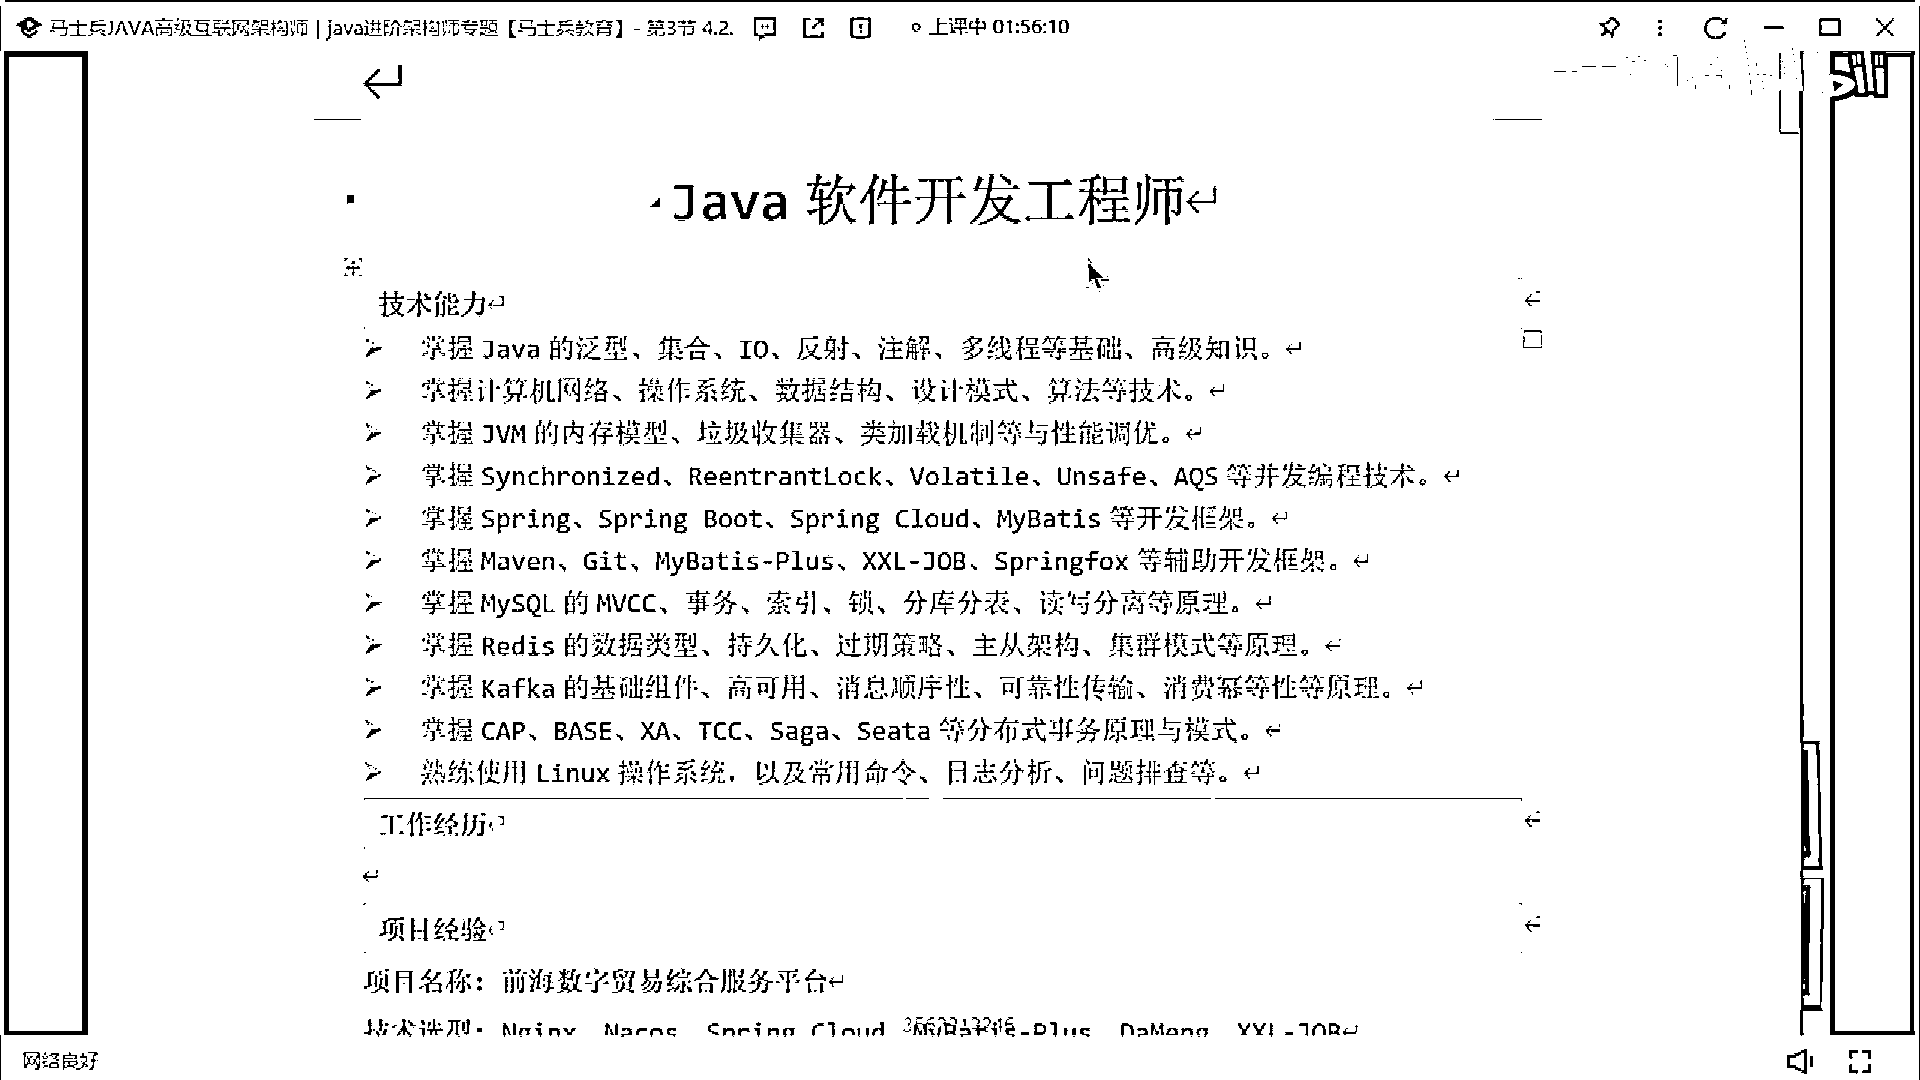 马士兵JAVA高级互联网架构师 | java进阶架构师专题【马士兵教育】- 第3节 4.2. 上课中 01:56:10
Java 软件开发工程师
技术能力
掌握 Java 的泛型、集合、IO、反射、注解、多线程等基础、高级知识。
掌握计算机网络、操作系统、数据结构、设计模式、算法等技术。
掌握 JVM 的内存模型、垃圾收集器、类加载机制等与性能调优。
掌握 Synchronized、ReentrantLock、Volatile、Unsafe、AQS 等并发编程技术。
掌握 Spring、Spring Boot、Spring Cloud、MyBatis 等开发框架。
掌握 Maven、Git、MyBatis-Plus、XXL-JOB、Springfox 等辅助开发框架。
掌握 MySQL 的 MVCC、事务、索引、锁、分库分表、读写分离等原理。
掌握 Redis 的数据类型、持久化、过期策略、主从架构、集群模式等原理。
掌握 Kafka 的基础组件、高可用、消息顺序性、可靠性传输、消费幂等性等原理。
掌握 CAP、BASE、XA、TCC、Saga、Seata 等分布式事务原理与模式。
熟练使用 Linux 操作系统，以及常用命令、日志分析、问题排查等。
工作经历
项目经验
项目名称：前海数字贸易综合服务平台
技术选型：Nginx、Nacos、Spring Cloud、MyBatis-Plus、DaMeng、XXL-JOB
网络良好